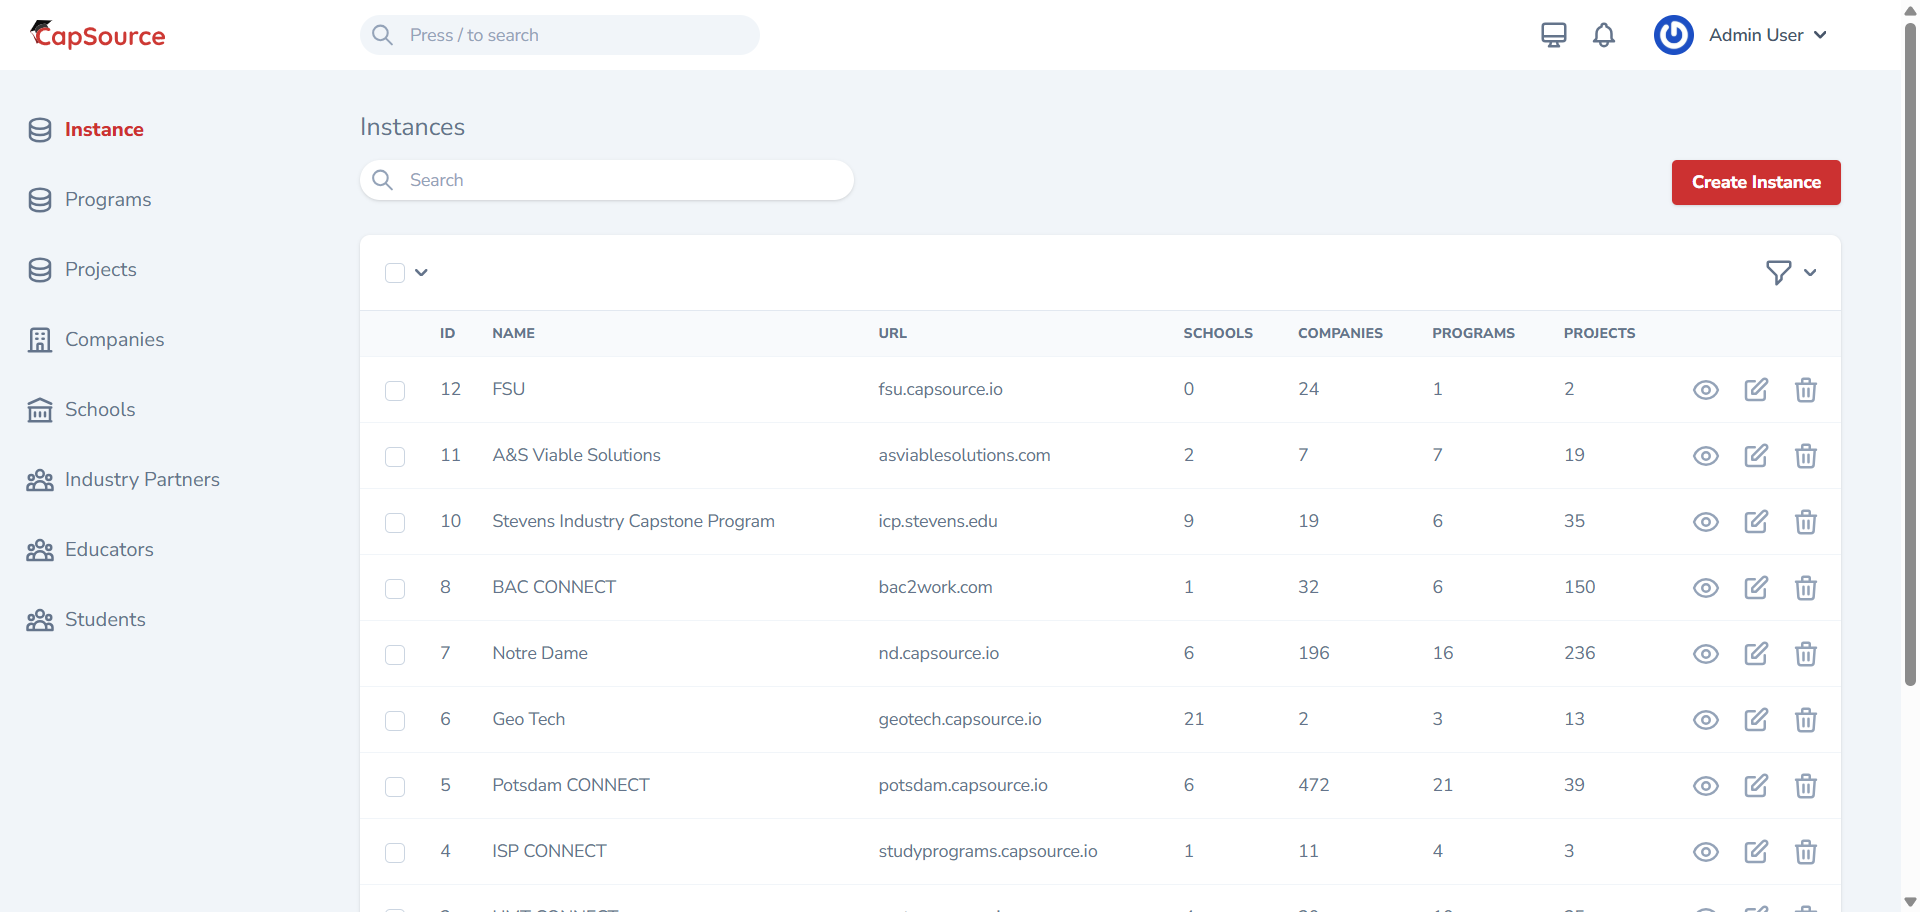 CapSource
Press / to search
Admin User
Instance
Programs
Projects
Companies
Schools
Industry Partners
Educators
Students
Instances
Search
Create Instance
ID NAME URL SCHOOLS COMPANIES PROGRAMS PROJECTS
12 FSU fsu.capsource.io 0 24 1 2
11 A&S Viable Solutions asviablesolutions.com 2 7 7 19
10 Stevens Industry Capstone Program icp.stevens.edu 9 19 6 35
8 BAC CONNECT bac2work.com 1 32 6 150
7 Notre Dame nd.capsource.io 6 196 16 236
6 Geo Tech geotech.capsource.io 21 2 3 13
5 Potsdam CONNECT potsdam.capsource.io 6 472 21 39
4 ISP CONNECT studyprograms.capsource.io 1 11 4 3